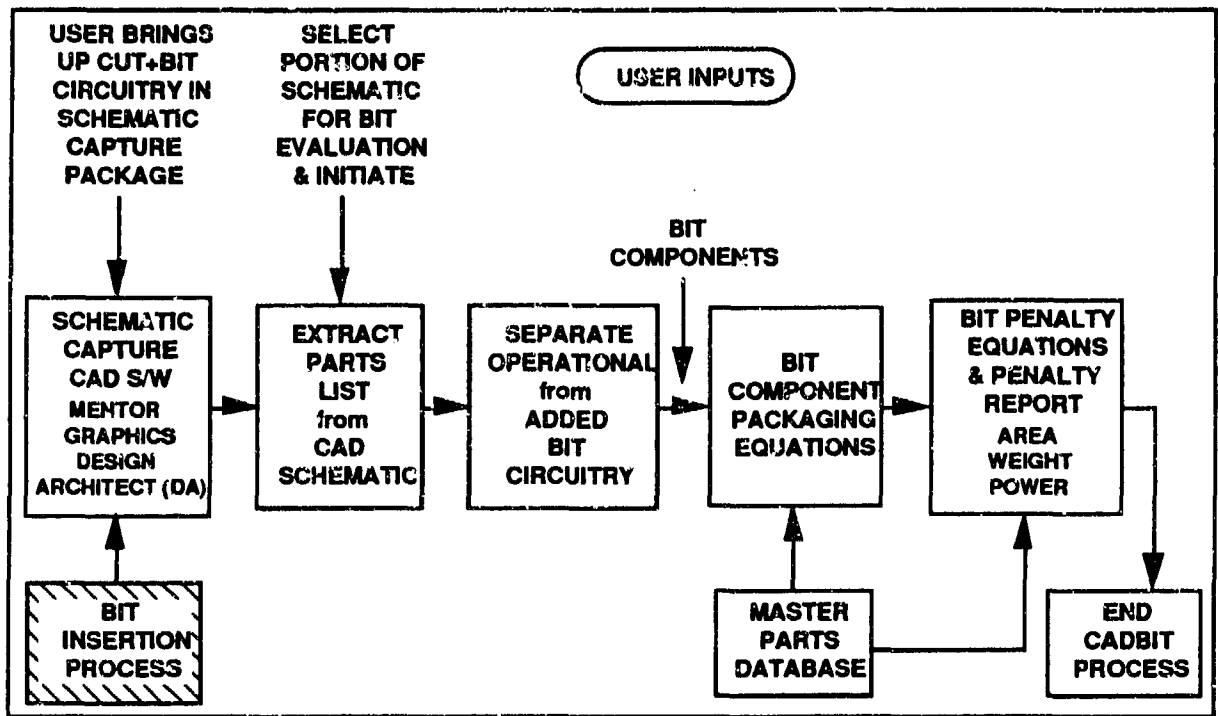 USER BRINGS
UP CUT+BIT
CIRCUITRY IN
SCHEMATIC
CAPTURE
PACKAGE
SELECT
PORTION OF
SCHEMATIC
FOR BIT
EVALUATION
& INITIATE
USER INPUTS
BIT
COMPONENTS
SCHEMATIC
CAPTURE
CAD S/W
MENTOR
GRAPHICS
DESIGN
ARCHITECT (DA)
EXTRACT
PARTS
LIST
from
CAD
SCHEMATIC
SEPARATE
OPERATIONAL
from
ADDED
BIT
CIRCUITRY
BIT
COMPONENT
PACKAGING
EQUATIONS
BIT PENALTY
EQUATIONS
& PENALTY
REPORT
AREA
WEIGHT
POWER
BIT
INSERTION
PROCESS
MASTER
PARTS
DATABASE
END
CADBIT
PROCESS